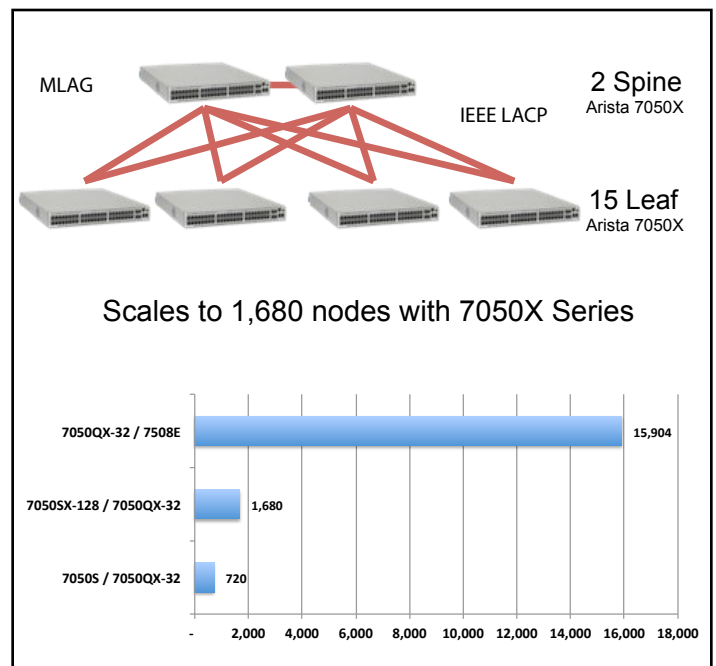 MLAG
2 Spine
Arista 7050X
IEEE LACP
15 Leaf
Arista 7050X
Scales to 1,680 nodes with 7050X Series
7050QX-32 / 7508E
15,904
7050SX-128 / 7050QX-32
1,680
7050S / 7050QX-32
720
- 2,000 4,000 6,000 8,000 10,000 12,000 14,000 16,000 18,000